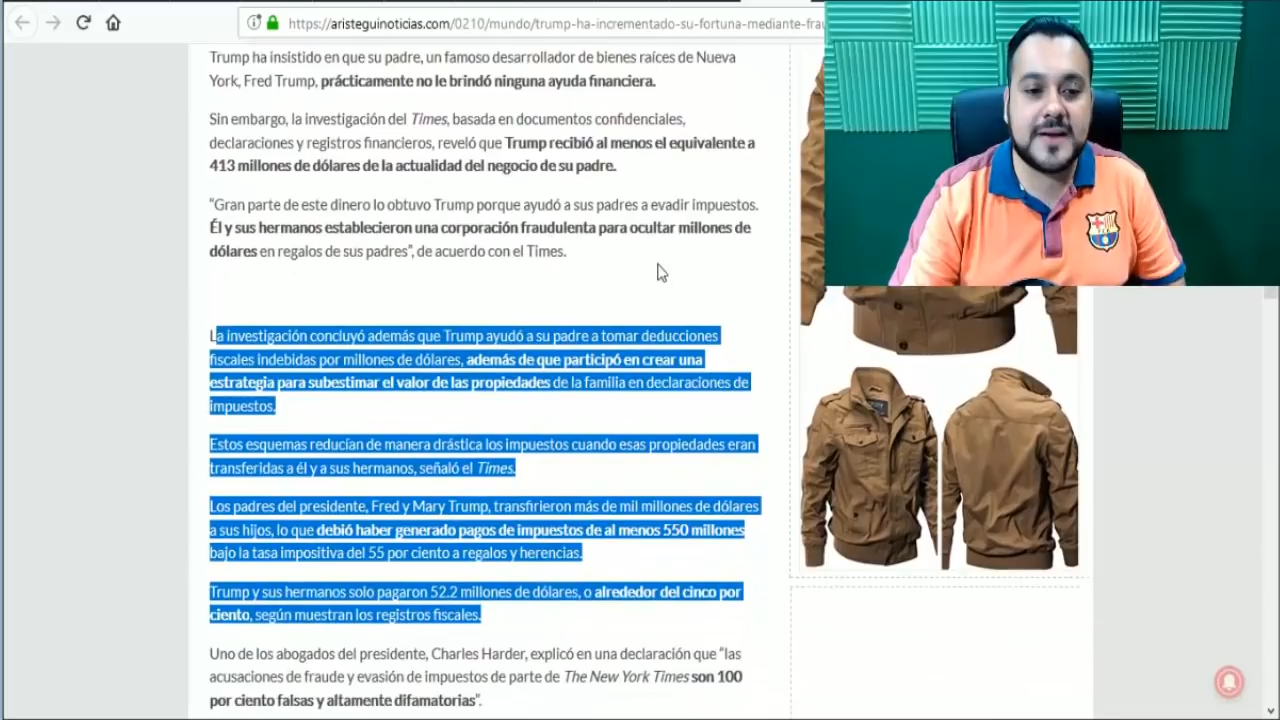 https://aristeguinoticias.com/0210/mundo/trump-ha-incrementado-su-fortuna-mediante-frau
Trump ha insistido en que su padre, un famoso desarrollador de bienes raíces de Nueva
York, Fred Trump, prácticamente no le brindó ninguna ayuda financiera.
Sin embargo, la investigación del Times, basada en documentos confidenciales,
declaraciones y registros financieros, reveló que Trump recibió al menos el equivalente a
413 millones de dólares de la actualidad del negocio de su padre.
“Gran parte de este dinero lo obtuvo Trump porque ayudó a sus padres a evadir impuestos.
Él y sus hermanos establecieron una corporación fraudulenta para ocultar millones de
dólares en regalos de sus padres”, de acuerdo con el Times.
La investigación concluyó además que Trump ayudó a su padre a tomar deducciones
fiscales indebidas por millones de dólares, además de que participó en crear una
estrategia para subestimar el valor de las propiedades de la familia en declaraciones de
impuestos.
Estos esquemas reducían de manera drástica los impuestos cuando esas propiedades eran
transferidas a él y a sus hermanos, señaló el Times.
Los padres del presidente, Fred y Mary Trump, transfirieron más de mil millones de dólares
a sus hijos, lo que debió haber generado pagos de impuestos de al menos 550 millones
bajo la tasa impositiva del 55 por ciento a regalos y herencias.
Trump y sus hermanos solo pagaron 52.2 millones de dólares, o alrededor del cinco por
ciento, según muestran los registros fiscales.
Uno de los abogados del presidente, Charles Harder, explicó en una declaración que “las
acusaciones de fraude y evasión de impuestos de parte de The New York Times son 100
por ciento falsas y altamente difamatorias”.